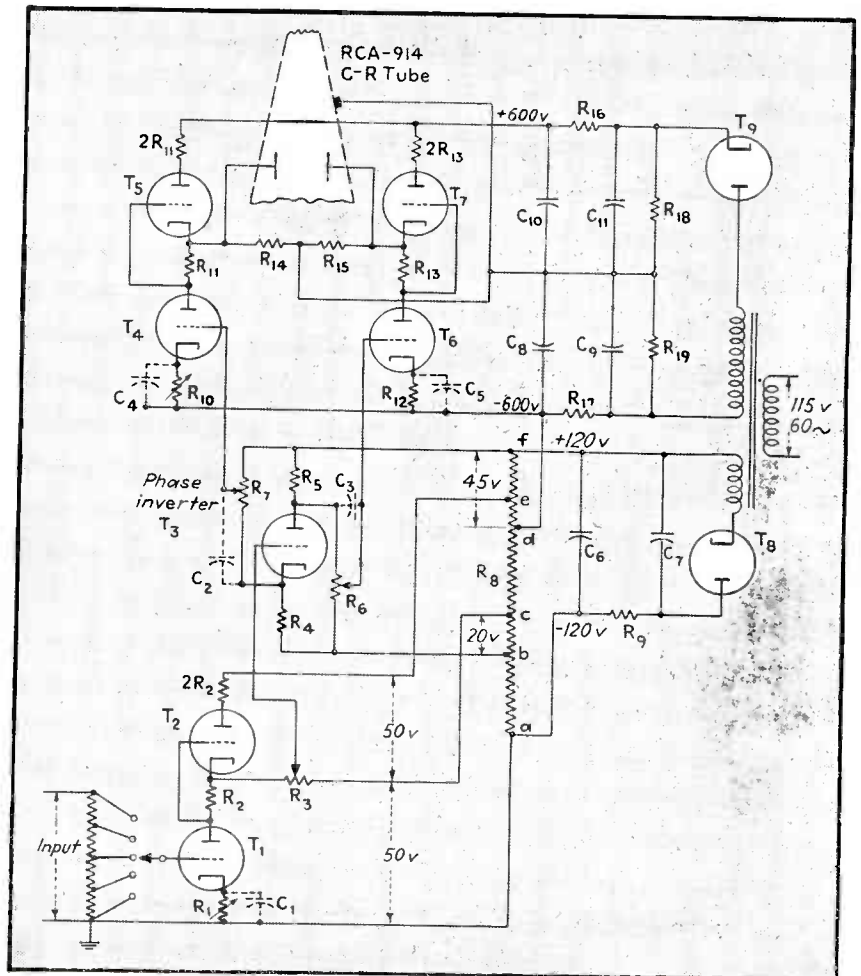 RCA-914
C-R Tube
+600v
R16
T9
2R11
2R13
T5
T7
C10
C11
R18
R11
R14
R15
R13
T4
T6
C8
C9
R19
C4
R10
R12
C5
-600v
R17
115 v
60~
f
+120v
Phase
inverter
T3
R7
R5
C3
45v
e
d
C2
R6
R8
C6
C7
T8
R4
c
20v
b
-120v
R9
2R2
T2
50v
a
R2
R3
Input
T1
50v
R1
C1